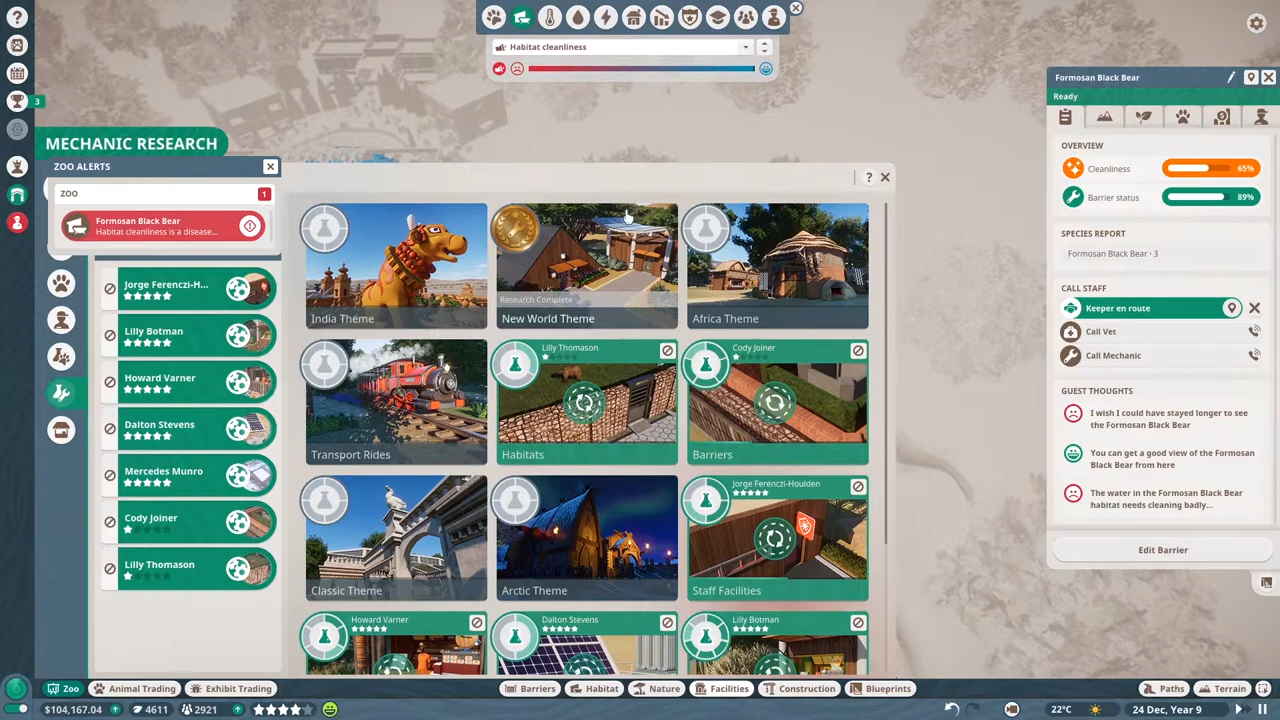 ?
Habitat cleanliness
3
MECHANIC RESEARCH
ZOO ALERTS
ZOO
1
Formosan Black Bear
Habitat cleanliness is a disease...
Jorge Ferenczi-H...
Lilly Botman
Howard Varner
Dalton Stevens
Mercedes Munro
Cody Joiner
Lilly Thomason
?
India Theme
Research Complete
New World Theme
Africa Theme
Transport Rides
Lilly Thomason
Habitats
Cody Joiner
Barriers
Classic Theme
Arctic Theme
Jorge Ferenczi-Houlden
Staff Facilities
Howard Varner
Dalton Stevens
Lilly Botman
Formosan Black Bear
Ready
OVERVIEW
Cleanliness
65%
Barrier status
89%
SPECIES REPORT
Formosan Black Bear · 3
CALL STAFF
Keeper en route
Call Vet
Call Mechanic
GUEST THOUGHTS
I wish I could have stayed longer to see
the Formosan Black Bear
You can get a good view of the Formosan
Black Bear from here
The water in the Formosan Black Bear
habitat needs cleaning badly...
Edit Barrier
Zoo
Animal Trading
Exhibit Trading
Barriers
Habitat
Nature
Facilities
Construction
Blueprints
Paths
Terrain
$104,167.04
4611
2921
22°C
24 Dec, Year 9